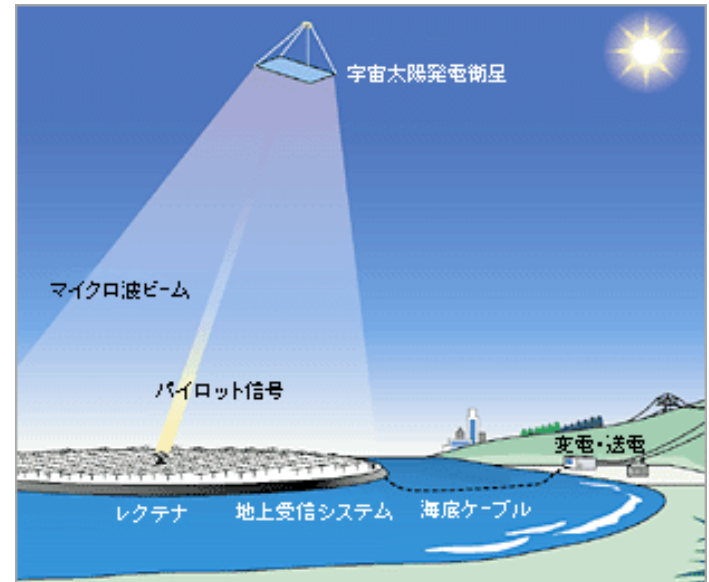 宇宙太陽発電衛星
マイクロ波ビーム
パイロット信号
変電・送電
レクテナ
地上受信システム
海底ケーブル